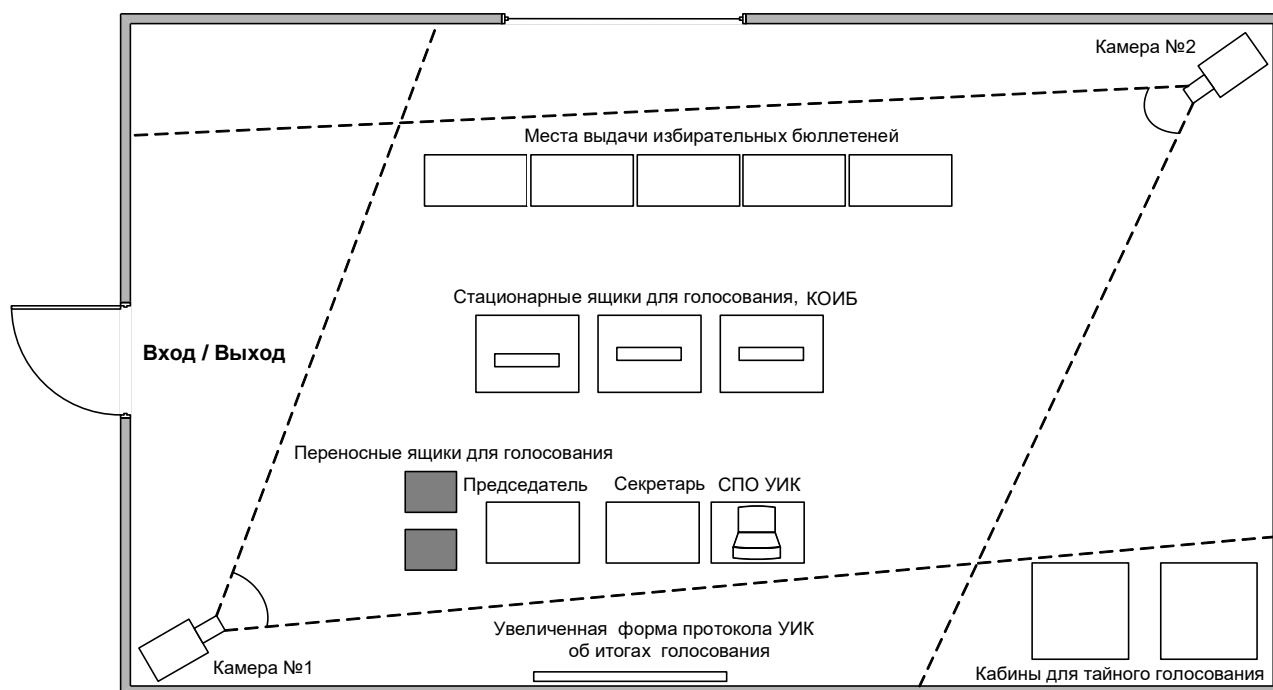 Камера №2
Места выдачи избирательных бюллетеней
Стационарные ящики для голосования, КОИБ
Вход / Выход
Переносные ящики для голосования
Председатель
Секретарь
СПО УИК
Увеличенная форма протокола УИК
об итогах голосования
Камера №1
Кабины для тайного голосования